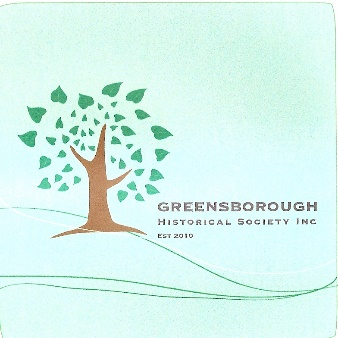 GREENSBOROUGH
HISTORICAL SOCIETY INC
EST 2010